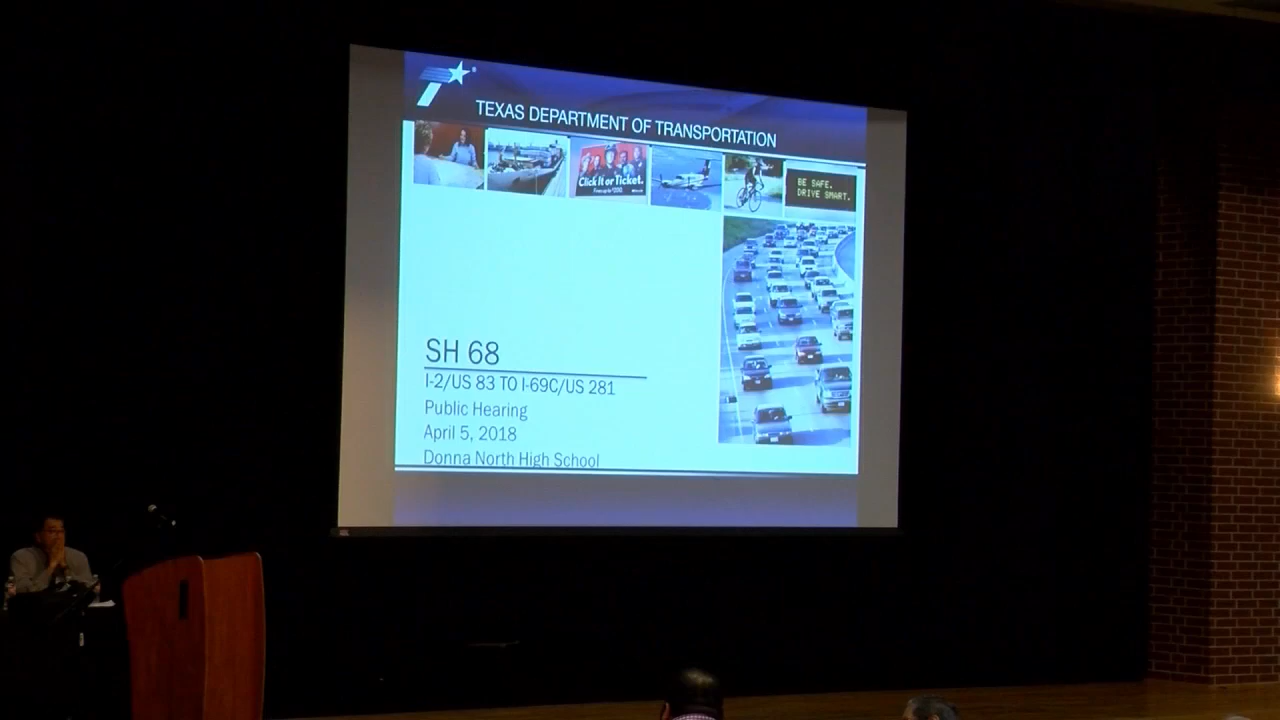 TEXAS DEPARTMENT OF TRANSPORTATION
Click It or Ticket.
BE SAFE.
DRIVE SMART.
SH 68
I-2/US 83 TO I-69C/US 281
Public Hearing
April 5, 2018
Donna North High School